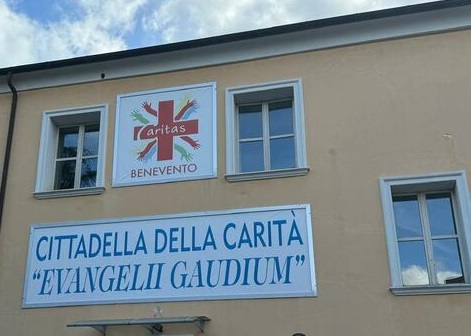 Caritas
BENEVENTO
CITTADELLA DELLA CARITÀ
"EVANGELII GAUDIUM"